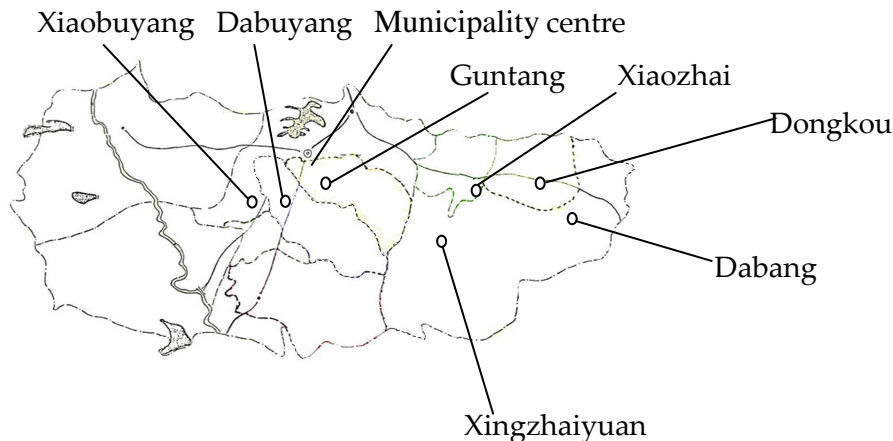 Xiaobuyang Dabuyang Municipality centre
Guntang Xiaozhai
Dongkou
Dabang
Xingzhaiyuan